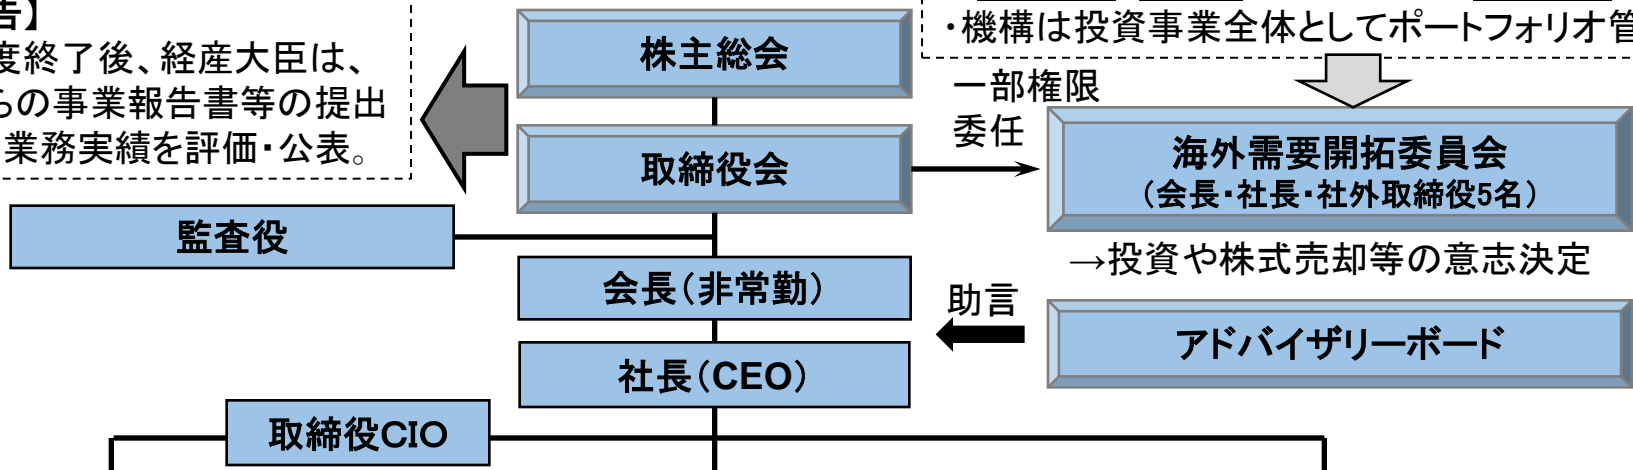 告】
度終了後、経産大臣は、
らの事業報告書等の提出
業務実績を評価・公表。
株主総会
・機構は投資事業全体としてポートフォリオ管
一部権限
委任
取締役会
海外需要開拓委員会
（会長・社長・社外取締役5名）
監査役
→投資や株式売却等の意志決定
会長（非常勤）
助言
アドバイザリーボード
社長（CEO）
取締役CIO